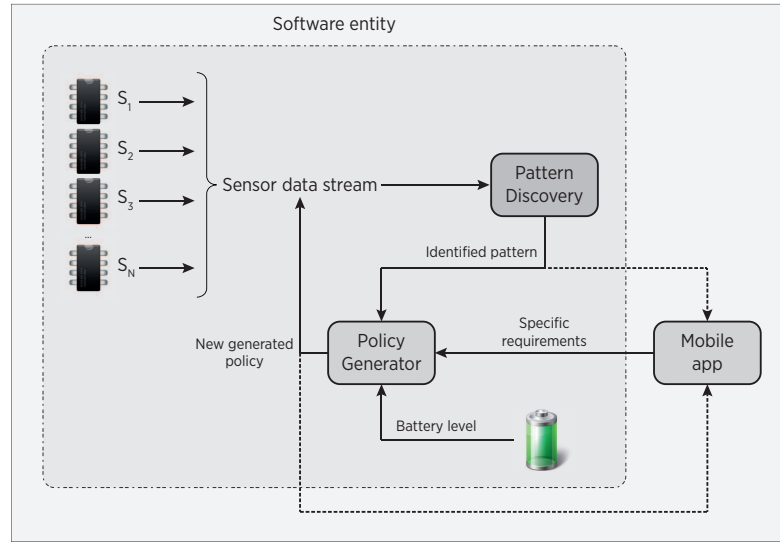 Software entity
S1
S2
S3
...
SN
Sensor data stream
Pattern
Discovery
Identified pattern
New generated
policy
Policy
Generator
Specific
requirements
Mobile
app
Battery level